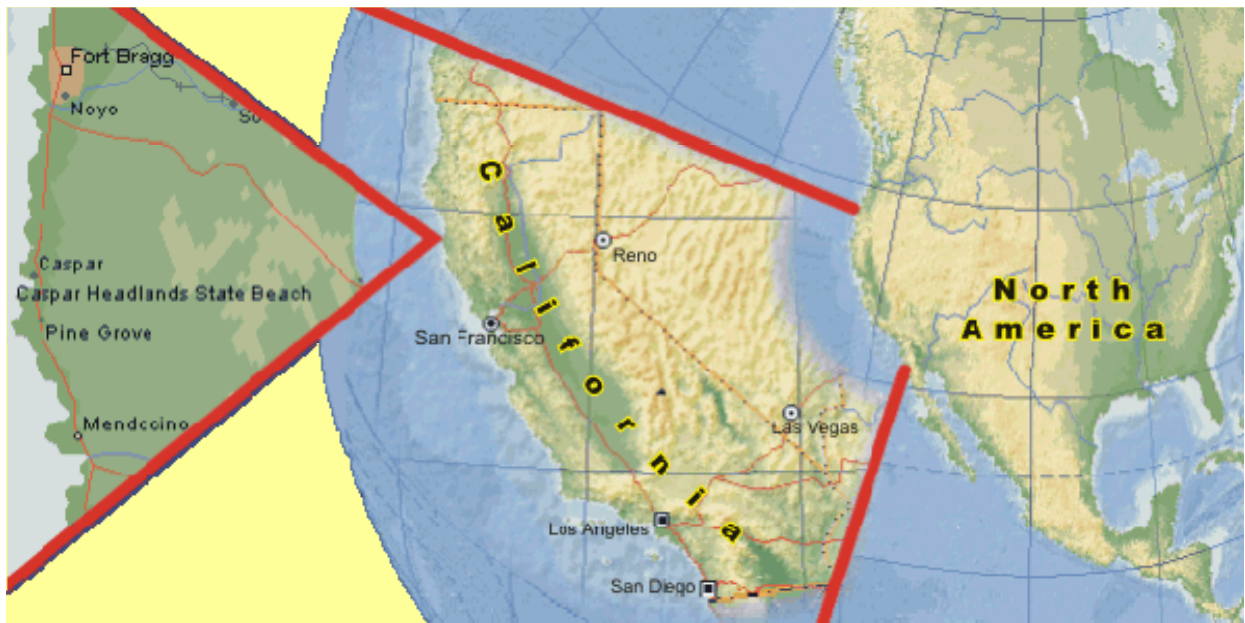 Fort Bragg
Noyo
So
Caspar
Caspar Headlands State Beach
Pine Grove
Mendocino
California
Reno
San Francisco
Las Vegas
Los Angeles
San Diego
North
America